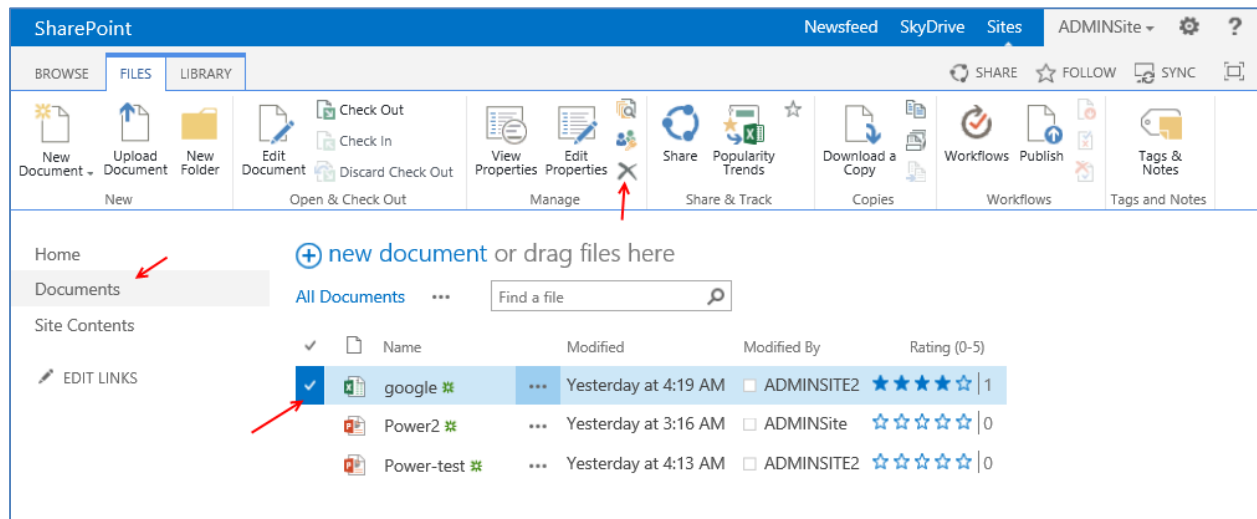 SharePoint
Newsfeed SkyDrive Sites ADMINSite ?
BROWSE FILES LIBRARY SHARE FOLLOW SYNC
New Document
Upload Document
New Folder
New
Edit Document
Check Out
Check In
Discard Check Out
Open & Check Out
View Properties
Edit Properties
Manage
Share
Popularity Trends
Share & Track
Download a Copy
Copies
Workflows
Publish
Workflows
Tags & Notes
Tags and Notes
Home
Documents
Site Contents
EDIT LINKS
new document or drag files here
All Documents ••• Find a file
Name Modified Modified By Rating (0-5)
google ••• Yesterday at 4:19 AM ADMINSITE2 1
Power2 ••• Yesterday at 3:16 AM ADMINSite 0
Power-test ••• Yesterday at 4:13 AM ADMINSITE2 0